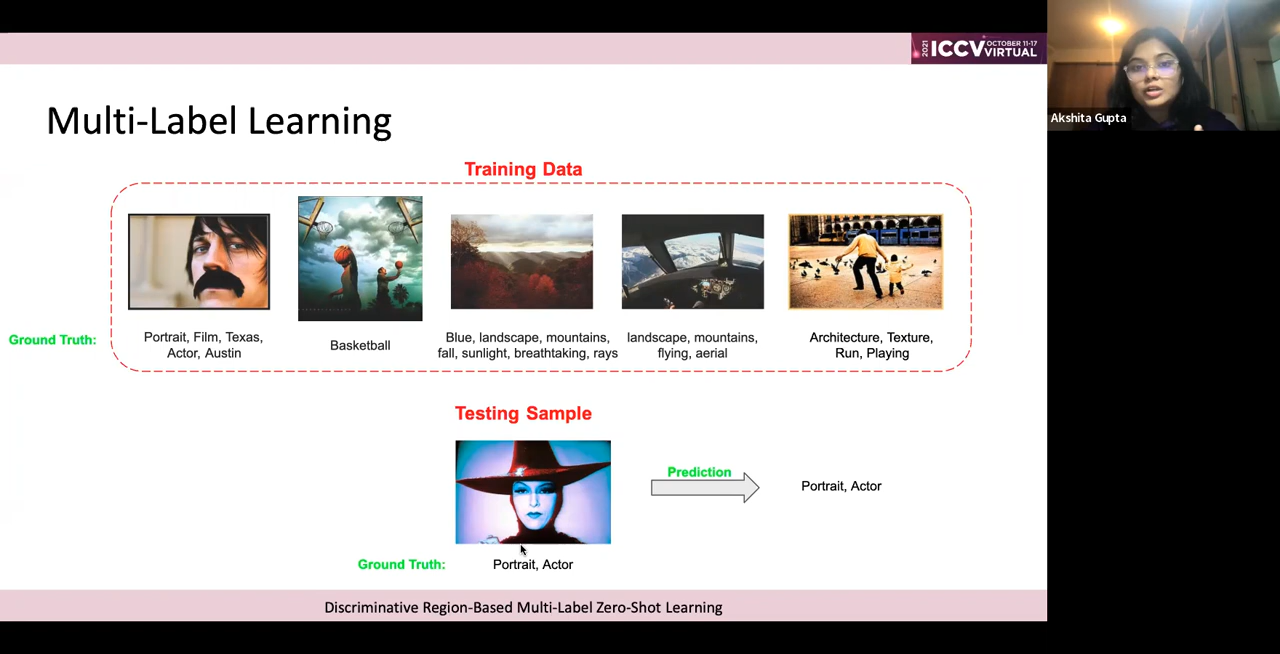 2021 ICCV OCTOBER 11-17
VIRTUAL
Akshita Gupta
Multi-Label Learning
Training Data
Ground Truth:
Portrait, Film, Texas,
Actor, Austin
Basketball
Blue, landscape, mountains,
fall, sunlight, breathtaking, rays
landscape, mountains,
flying, aerial
Architecture, Texture,
Run, Playing
Testing Sample
Prediction
Portrait, Actor
Ground Truth:
Portrait, Actor
Discriminative Region-Based Multi-Label Zero-Shot Learning